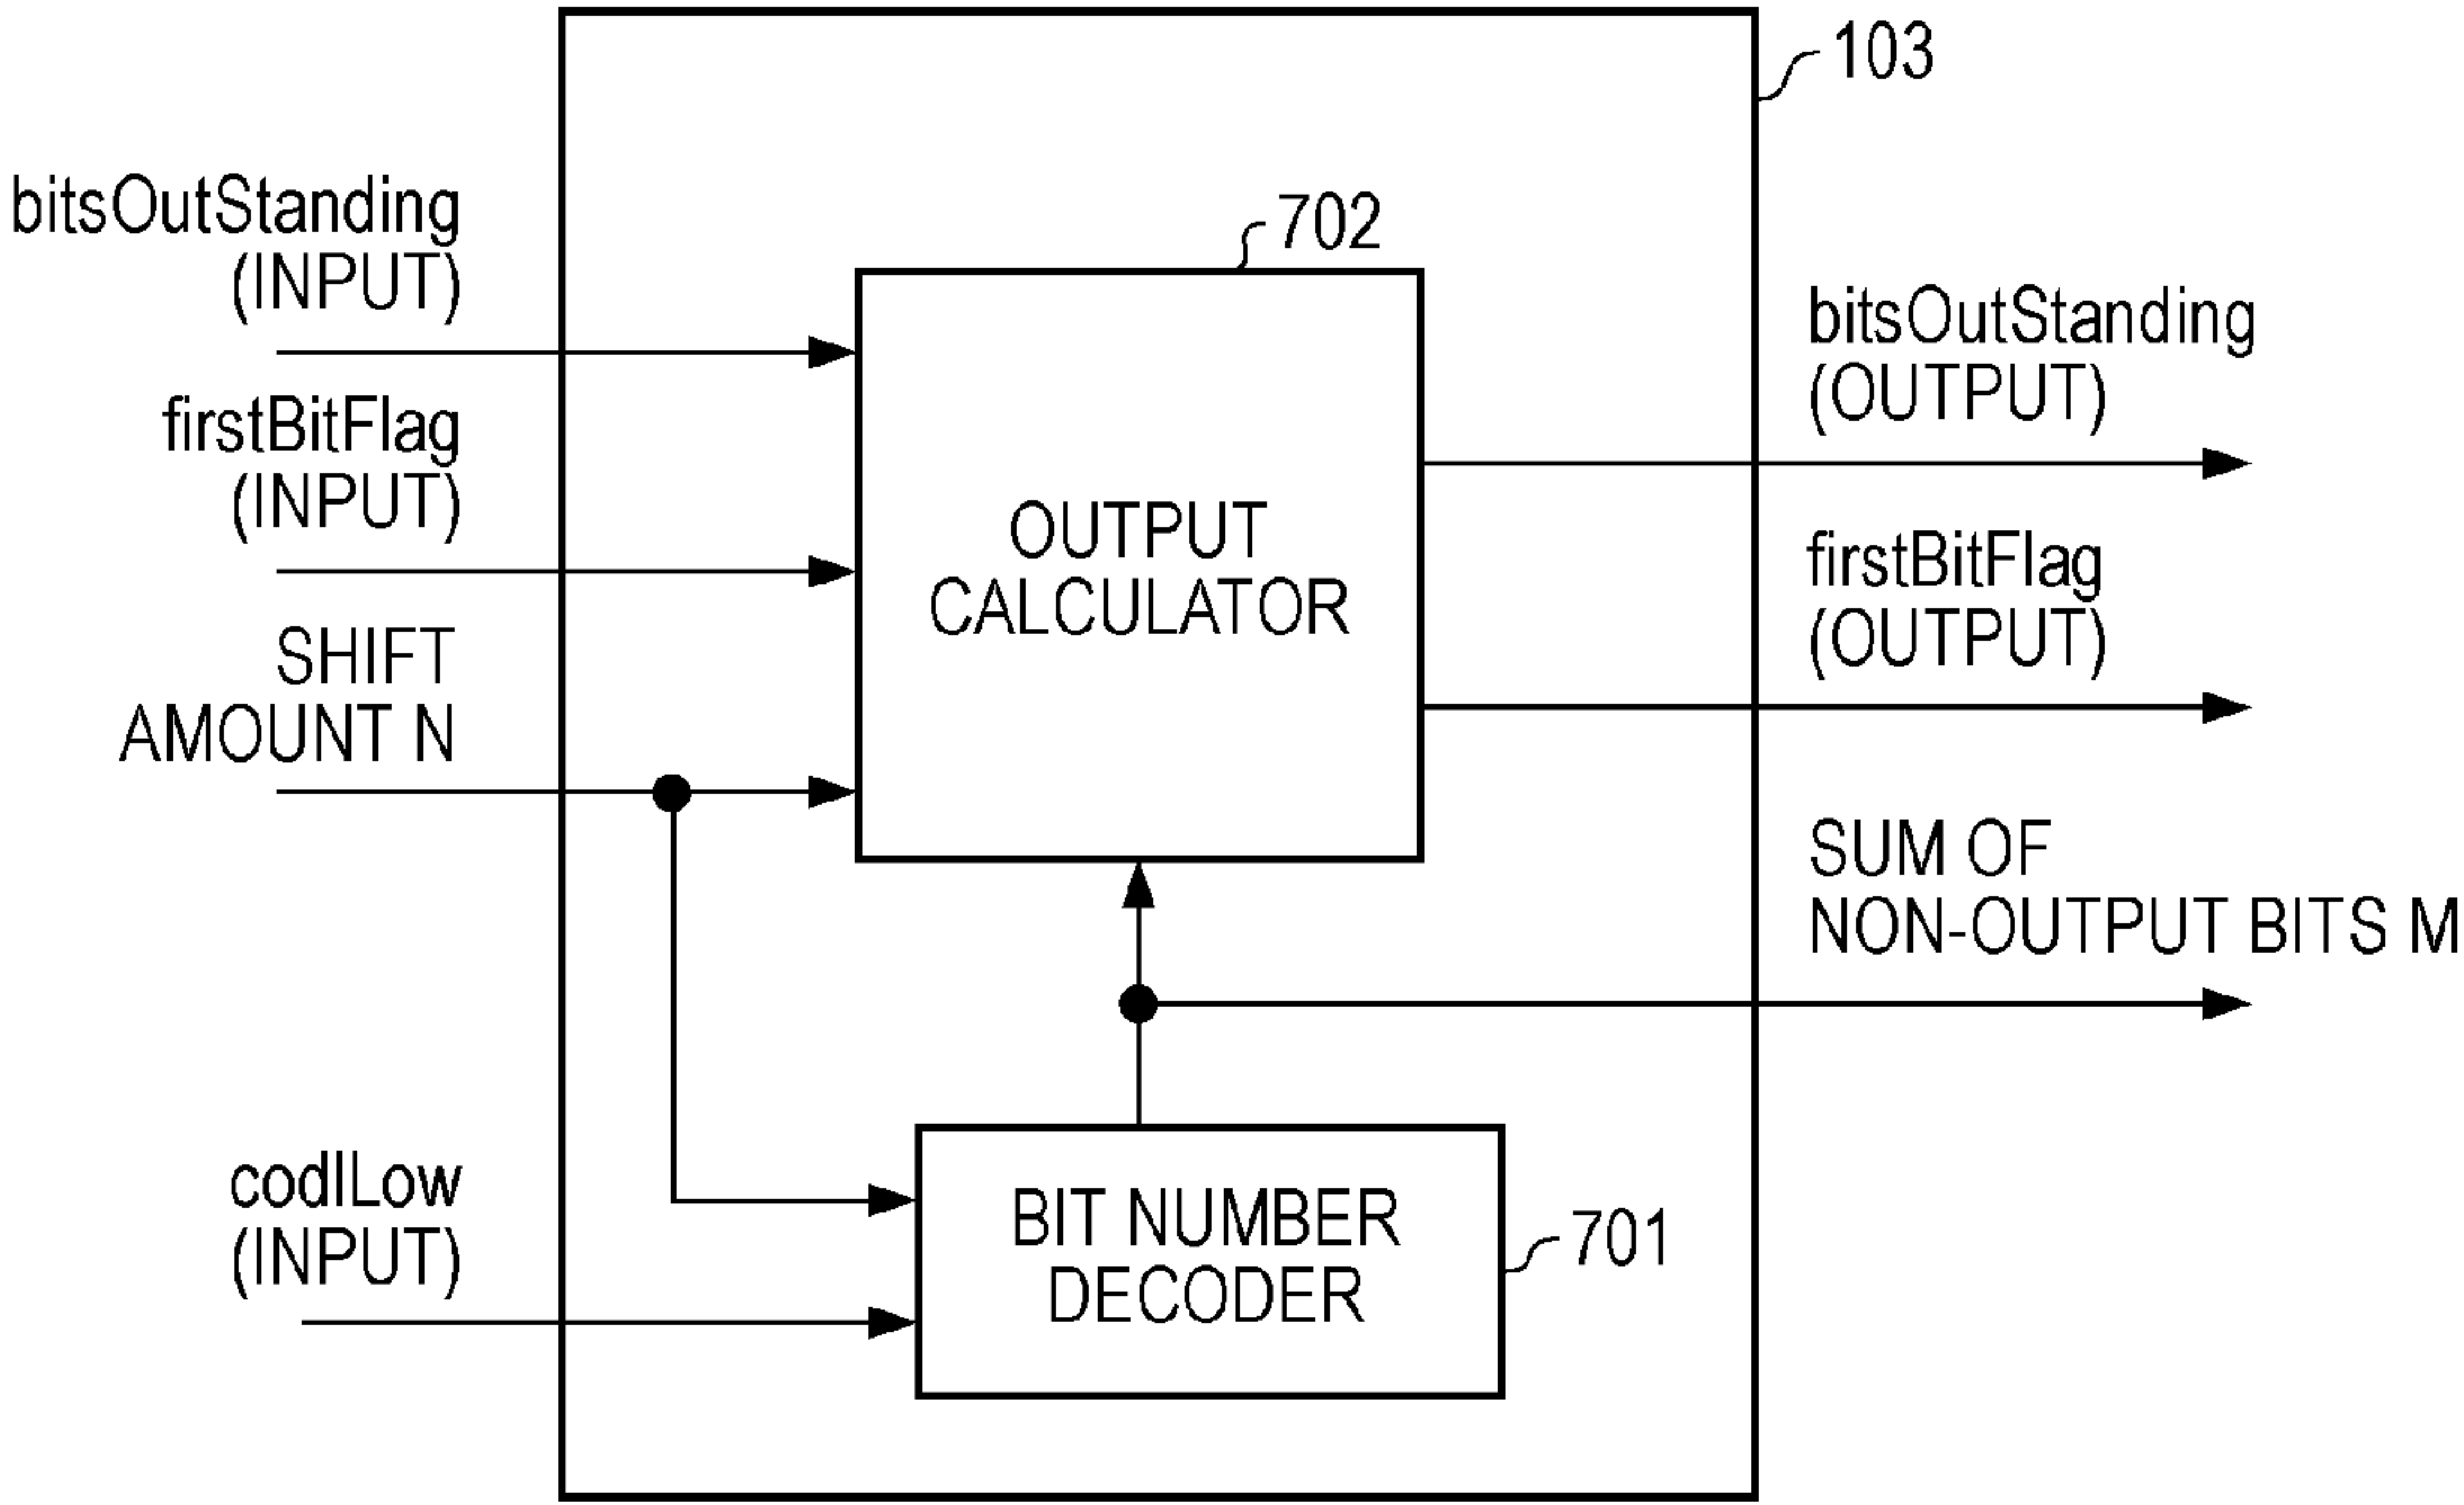 103
bitsOutStanding
(INPUT)
702
bitsOutStanding
(OUTPUT)
firstBitFlag
(INPUT)
OUTPUT
CALCULATOR
firstBitFlag
(OUTPUT)
SHIFT
AMOUNT N
SUM OF
NON-OUTPUT BITS M
codILow
(INPUT)
BIT NUMBER
DECODER
701